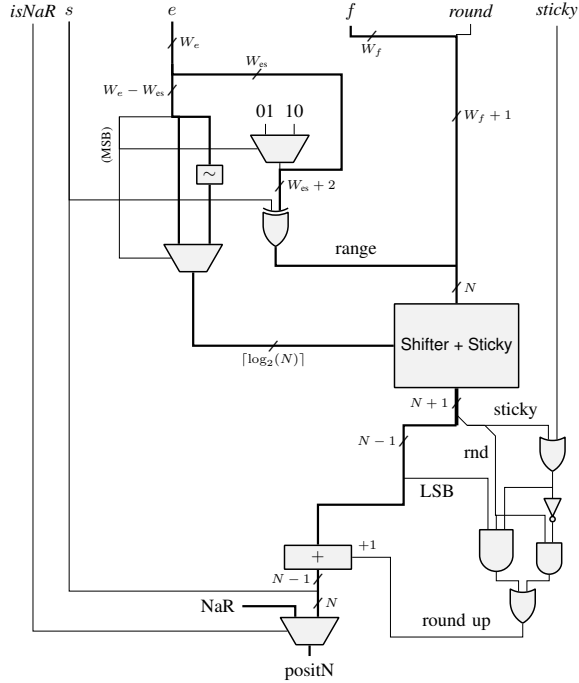 isNaR s e f round sticky
W_e
W_f
W_es
W_e − W_es
W_f + 1
01 10
(MSB)
∼
W_es + 2
range
N
Shifter + Sticky
⌈log₂(N)⌉
N + 1
sticky
N − 1
rnd
LSB
+
+1
N − 1
N
NaR
round up
positN